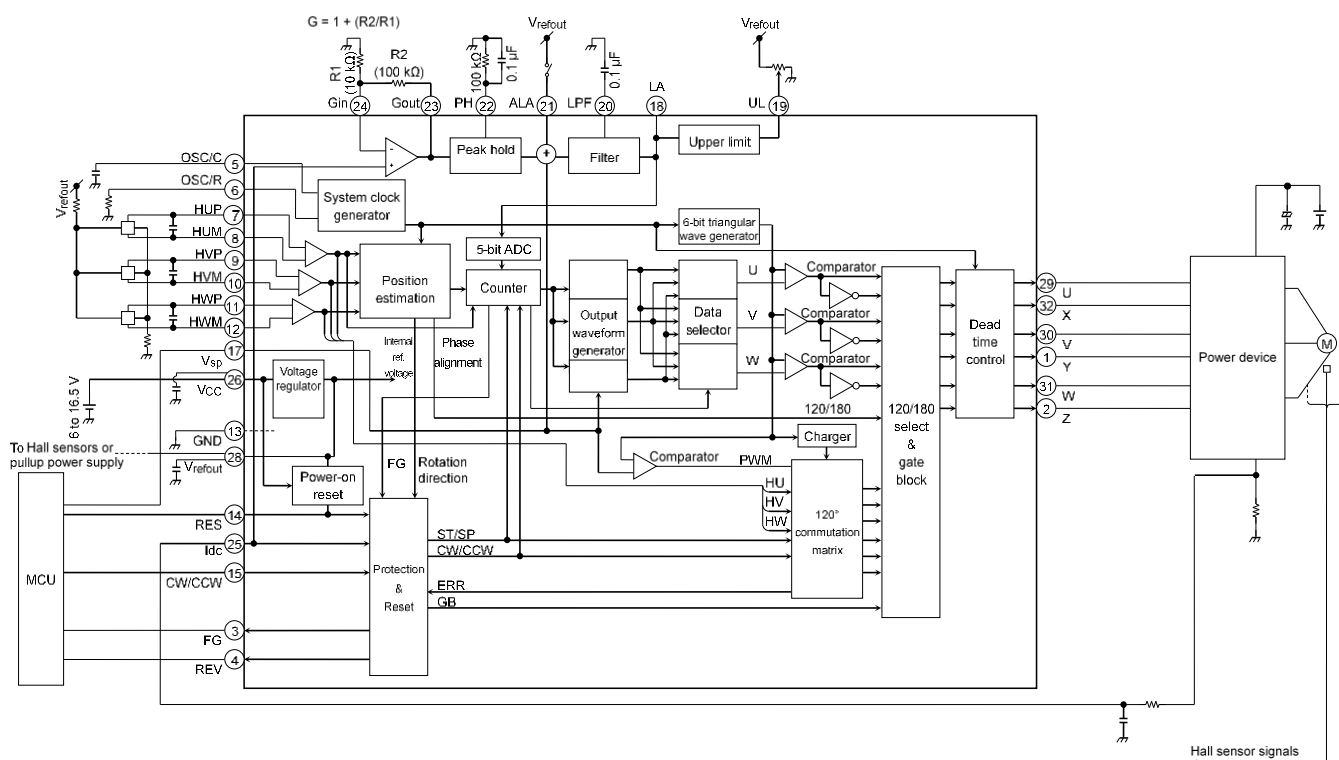 G = 1 + (R2/R1)
R1
(10 kΩ)
R2
(100 kΩ)
100 kΩ
0.1 µF
Vrefout
0.1 µF
Vrefout
Gin
24
Gout
23
PH
22
ALA
21
LPF
20
LA
18
UL
19
Peak hold
+
Filter
Upper limit
-
+
OSC/C
5
OSC/R
6
Vrefout
HUP
7
HUM
8
HVP
9
HVM
10
HWP
11
HWM
12
17
Vsp
26
VCC
6 to 16.5 V
13
GND
28
Vrefout
To Hall sensors or
pullup power supply
System clock
generator
6-bit triangular
wave generator
5-bit ADC
Position
estimation
Counter
Output
waveform
generator
Data
selector
U
V
W
Comparator
Comparator
Comparator
120/180
120/180
select
&
gate
block
Dead
time
control
29
U
32
X
30
V
1
Y
31
W
2
Z
Power device
M
Internal
ref.
voltage
Phase
alignment
Voltage
regulator
Power-on
reset
FG
Rotation
direction
Comparator
PWM
Charger
HU
HV
HW
120°
commutation
matrix
ST/SP
CW/CCW
ERR
GB
Protection
&
Reset
MCU
14
RES
25
Idc
15
CW/CCW
3
FG
4
REV
Hall sensor signals